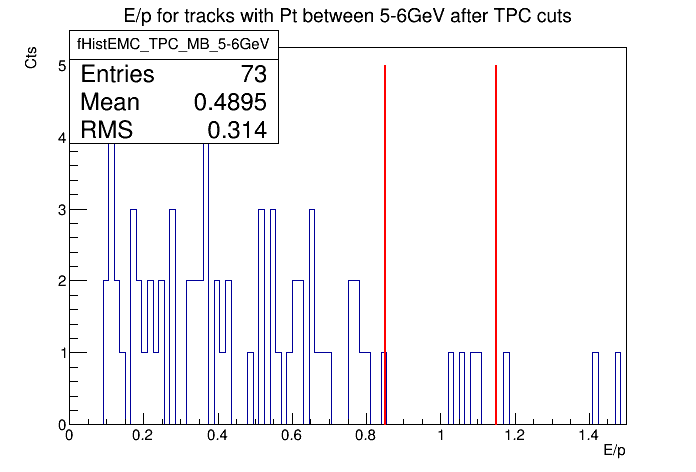 E/p for tracks with Pt between 5-6GeV after TPC cuts
fHistEMC_TPC_MB_5-6GeV
Entries 73
Mean 0.4895
RMS 0.314
Cts
5
4
3
2
1
0
0 0.2 0.4 0.6 0.8 1 1.2 1.4
E/p